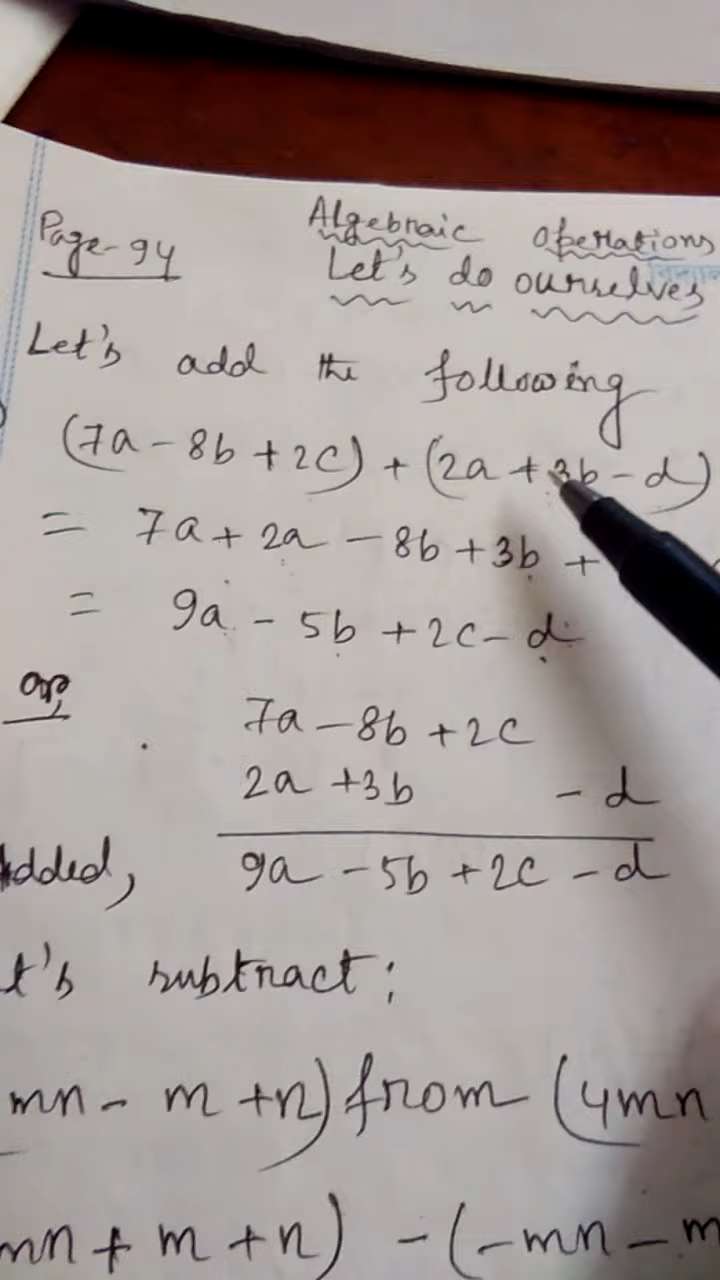 Page-94
Algebraic Operations
Let's do ourselves
Let's add the following
(7a - 8b + 2c) + (2a + 3b - d)
= 7a + 2a - 8b + 3b +
= 9a - 5b + 2c - d
or
7a - 8b + 2c
2a + 3b - d
Added, 9a - 5b + 2c - d
t's subtract:
mn - m + n) from (4mn
mn + m + n) - (-mn - m